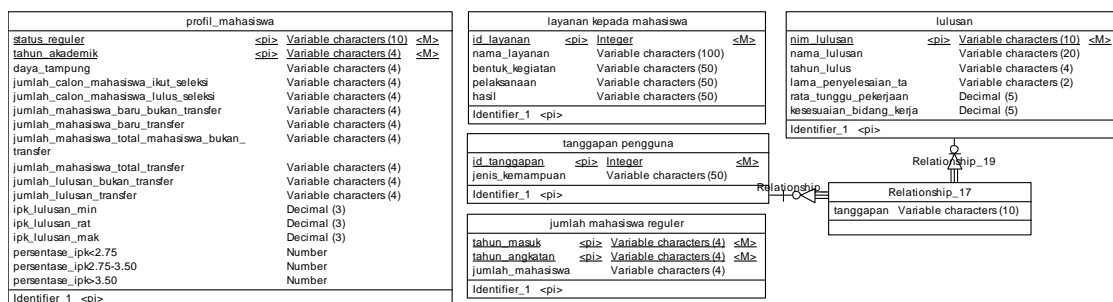 profil_mahasiswa
status_reguler <pi> Variable characters (10) <M>
tahun_akademik <pi> Variable characters (4) <M>
daya_tampung Variable characters (4)
jumlah_calon_mahasiswa_ikut_seleksi Variable characters (4)
jumlah_calon_mahasiswa_lulus_seleksi Variable characters (4)
jumlah_mahasiswa_baru_bukan_transfer Variable characters (4)
jumlah_mahasiswa_baru_transfer Variable characters (4)
jumlah_mahasiswa_total_mahasiswa_bukan_ Variable characters (4)
transfer
jumlah_mahasiswa_total_transfer Variable characters (4)
jumlah_lulusan_bukan_transfer Variable characters (4)
jumlah_lulusan_transfer Variable characters (4)
ipk_lulusan_min Decimal (3)
ipk_lulusan_rat Decimal (3)
ipk_lulusan_mak Decimal (3)
persentase_ipk<2.75 Number
persentase_ipk2.75-3.50 Number
persentase_ipk>3.50 Number
Identifier_1 <pi>
layanan kepada mahasiswa
id_layanan <pi> Integer <M>
nama_layanan Variable characters (100)
bentuk_kegiatan Variable characters (50)
pelaksanaan Variable characters (50)
hasil Variable characters (50)
Identifier_1 <pi>
tanggapan pengguna
id_tanggapan <pi> Integer <M>
jenis_kemampuan Variable characters (50)
Identifier_1 <pi>
jumlah mahasiswa reguler
tahun_masuk <pi> Variable characters (4) <M>
tahun_angkatan <pi> Variable characters (4) <M>
jumlah_mahasiswa Variable characters (4)
Identifier_1 <pi>
lulusan
nim_lulusan <pi> Variable characters (10) <M>
nama_lulusan Variable characters (20)
tahun_lulus Variable characters (4)
lama_penyelesaian_ta Variable characters (2)
rata_tunggu_pekerjaan Decimal (5)
kesesuaian_bidang_kerja Decimal (5)
Identifier_1 <pi>
Relationship_19
Relationship
Relationship_17
tanggapan Variable characters (10)